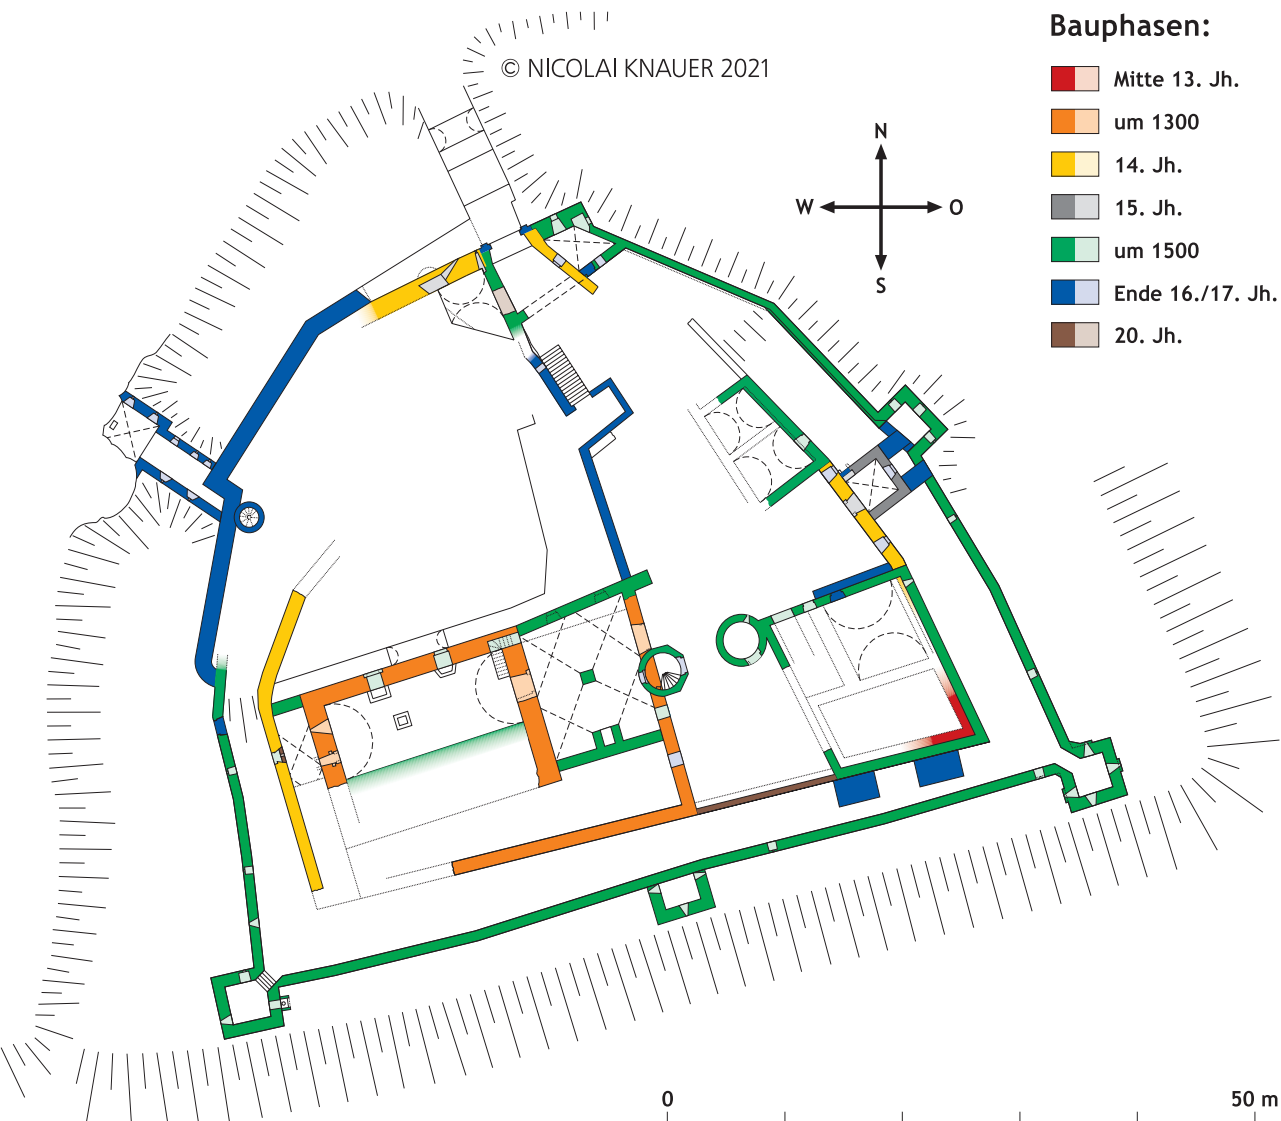 Bauphasen:
© NICOLAI KNAUER 2021
Mitte 13. Jh.
um 1300
14. Jh.
15. Jh.
um 1500
Ende 16./17. Jh.
20. Jh.
N
W
O
S
0
50 m